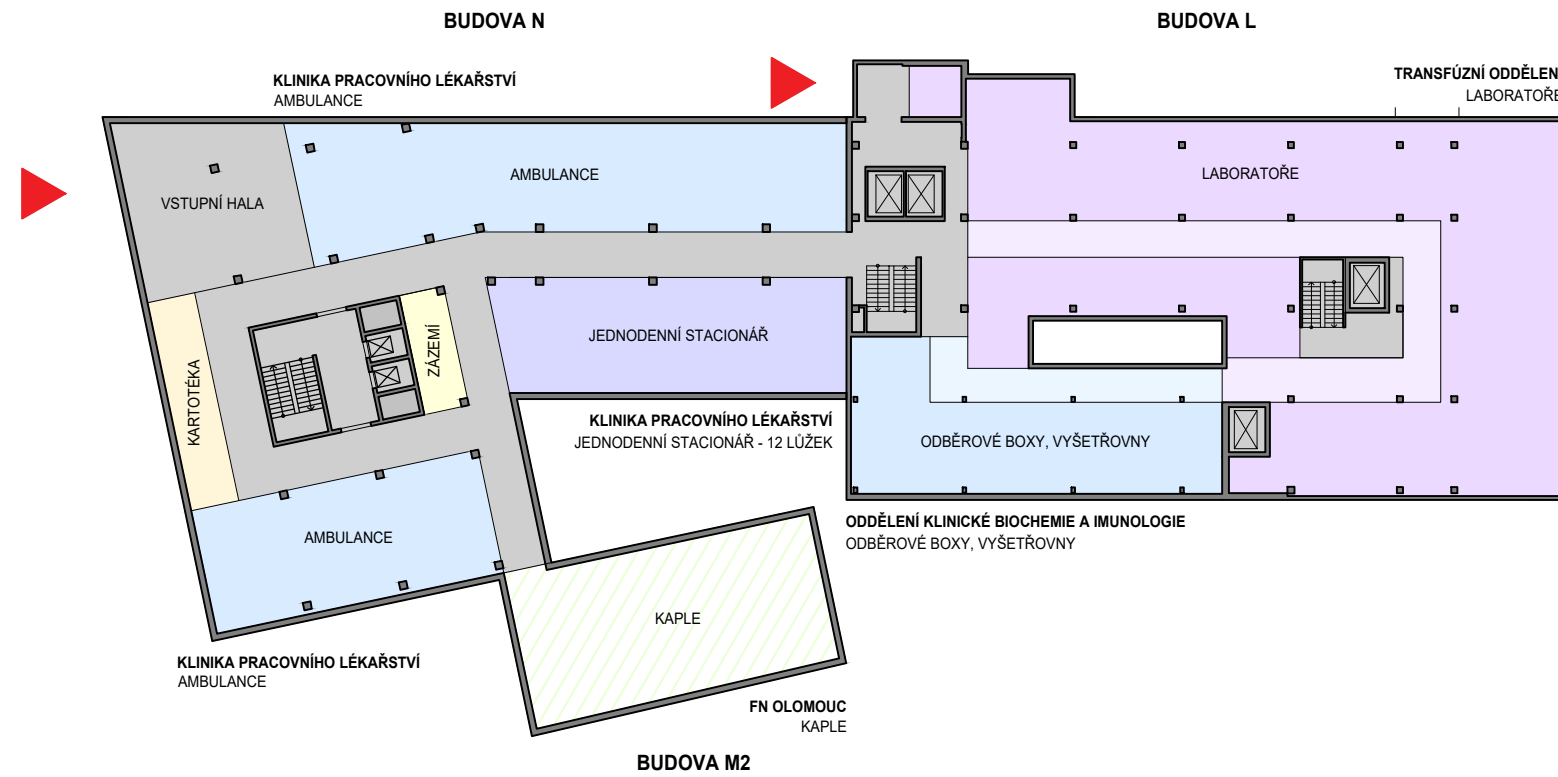 BUDOVA N
BUDOVA L
KLINIKA PRACOVNÍHO LÉKAŘSTVÍ
AMBULANCE
TRANSFÚZNÍ ODDĚLEN
LABORATOŘE
AMBULANCE
LABORATOŘE
VSTUPNÍ HALA
KARTOTÉKA
ZÁZEMÍ
JEDNODENNÍ STACIONÁŘ
KLINIKA PRACOVNÍHO LÉKAŘSTVÍ
JEDNODENNÍ STACIONÁŘ - 12 LŮŽEK
ODBĚROVÉ BOXY, VYŠETŘOVNY
ODDĚLENÍ KLINICKÉ BIOCHEMIE A IMUNOLOGIE
ODBĚROVÉ BOXY, VYŠETŘOVNY
AMBULANCE
KAPLE
KLINIKA PRACOVNÍHO LÉKAŘSTVÍ
AMBULANCE
FN OLOMOUC
KAPLE
BUDOVA M2